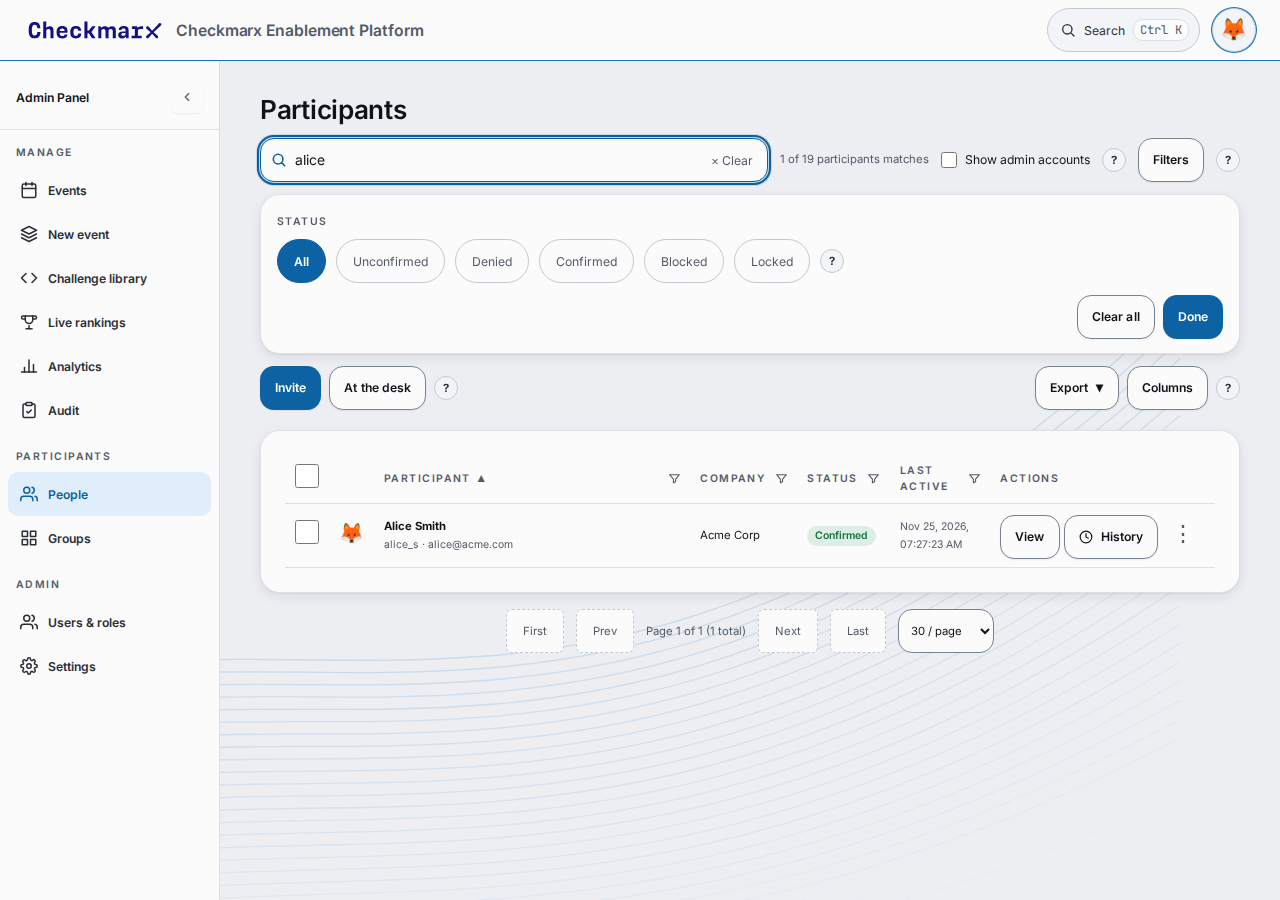 Checkmarx Checkmarx Enablement Platform Search Ctrl K
Admin Panel
MANAGE
Events
New event
Challenge library
Live rankings
Analytics
Audit
PARTICIPANTS
People
Groups
ADMIN
Users & roles
Settings
Participants
alice × Clear 1 of 19 participants matches Show admin accounts ? Filters ?
STATUS
All Unconfirmed Denied Confirmed Blocked Locked ?
Clear all Done
Invite At the desk ? Export ▼ Columns ?
PARTICIPANT ▲ COMPANY STATUS LAST ACTIVE ACTIONS
Alice Smith
alice_s · alice@acme.com
Acme Corp Confirmed
Nov 25, 2026,
07:27:23 AM
View History
First Prev Page 1 of 1 (1 total) Next Last 30 / page